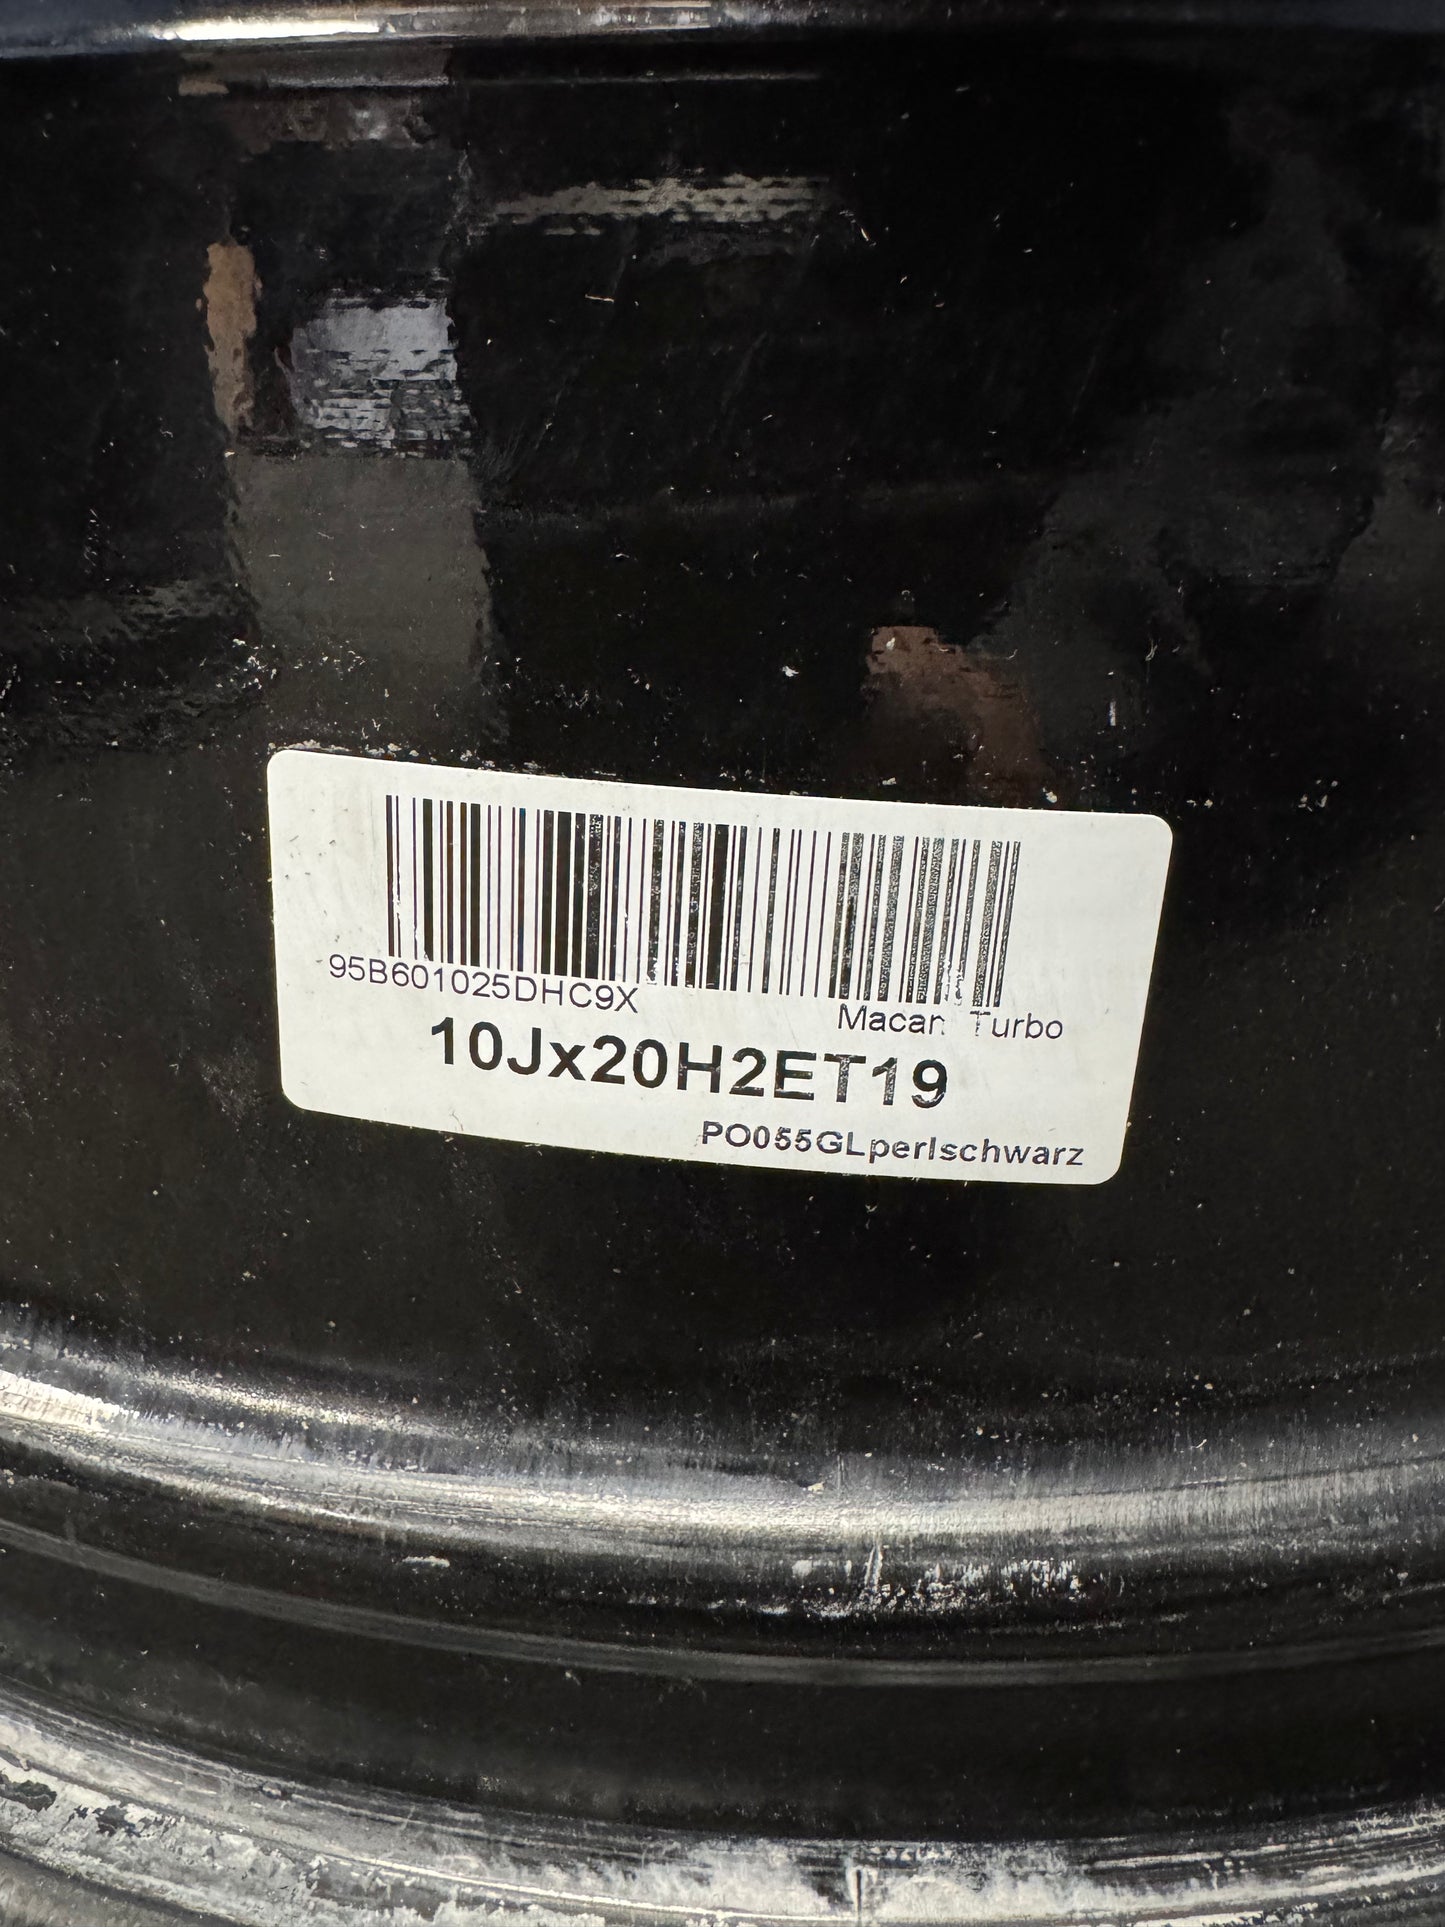 95B601025DHC9X
Macan Turbo
10Jx20H2ET19
PO055GLperlschwarz